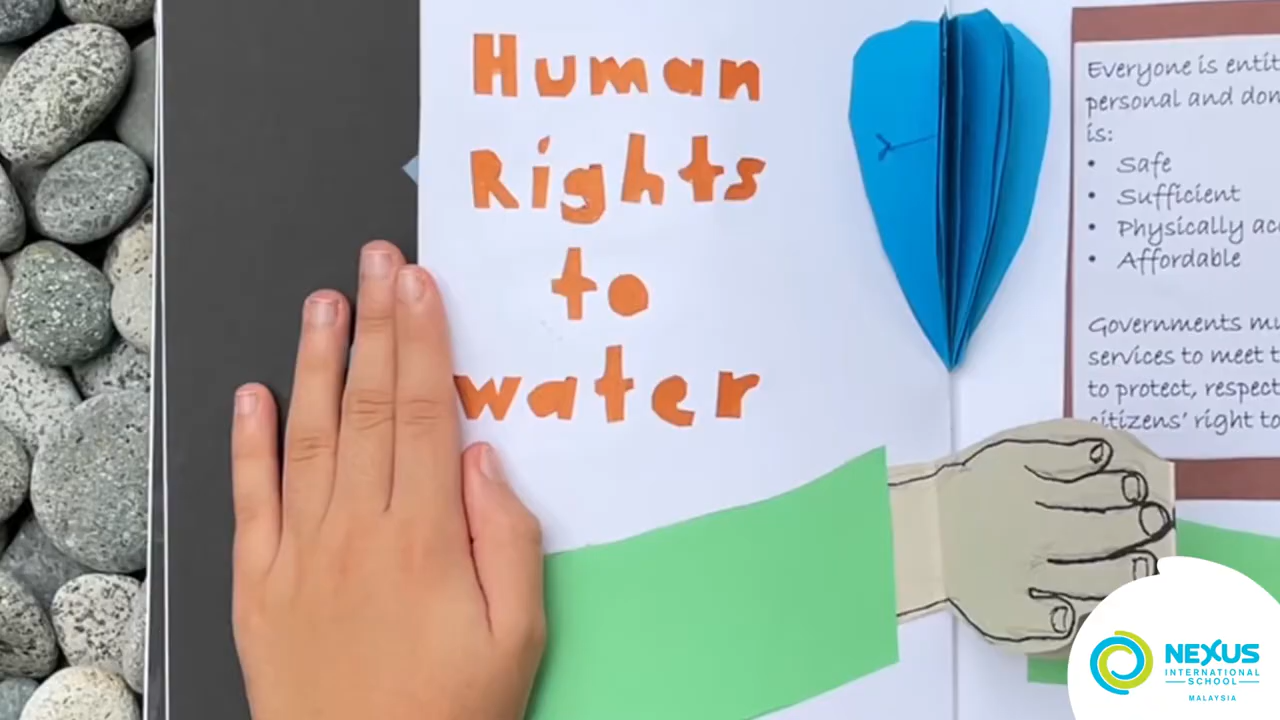 Human
Rights
to
water
Everyone is
personal and
is:
• Safe
• Sufficient
• Physically
• Affordable
Governments
services to meet
to protect, respect
citizens' right to
NEXUS
INTERNATIONAL
SCHOOL
MALAYSIA